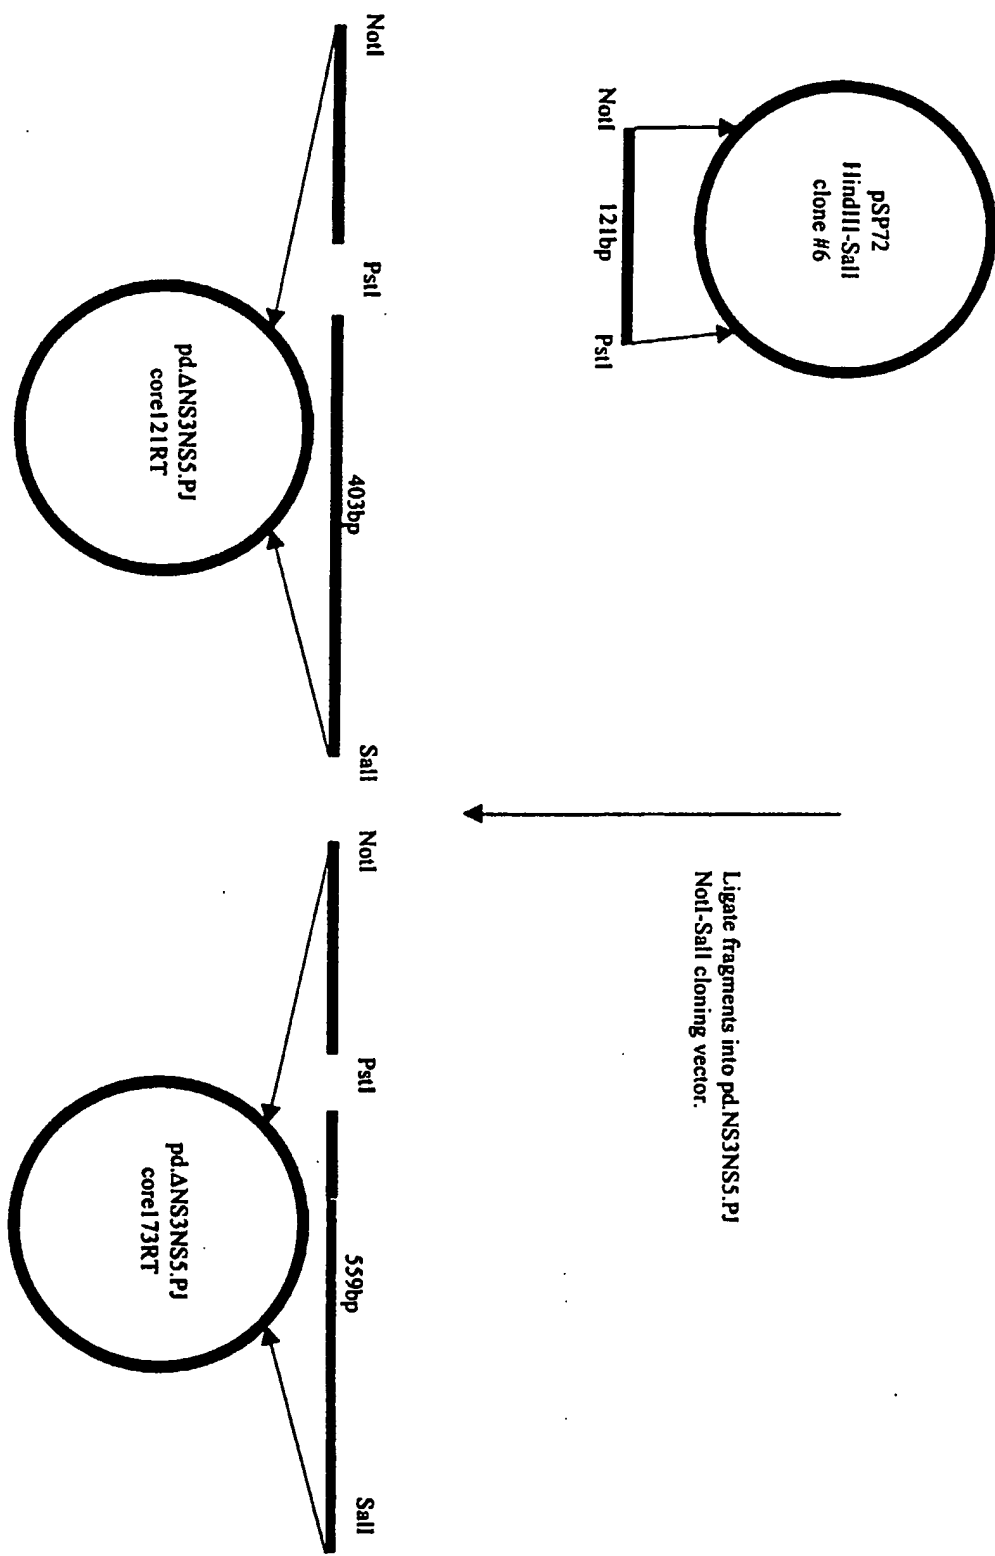 pSP72
HindIII-SalI
clone #6
NotI
121bp
PstI
Ligate fragments into pd.NS3NS5.PJ
NotI-SalI cloning vector.
NotI
PstI
403bp
SalI
pd.ΔNS3NS5.PJ
core121RT
NotI
PstI
559bp
SalI
pd.ΔNS3NS5.PJ
core173RT